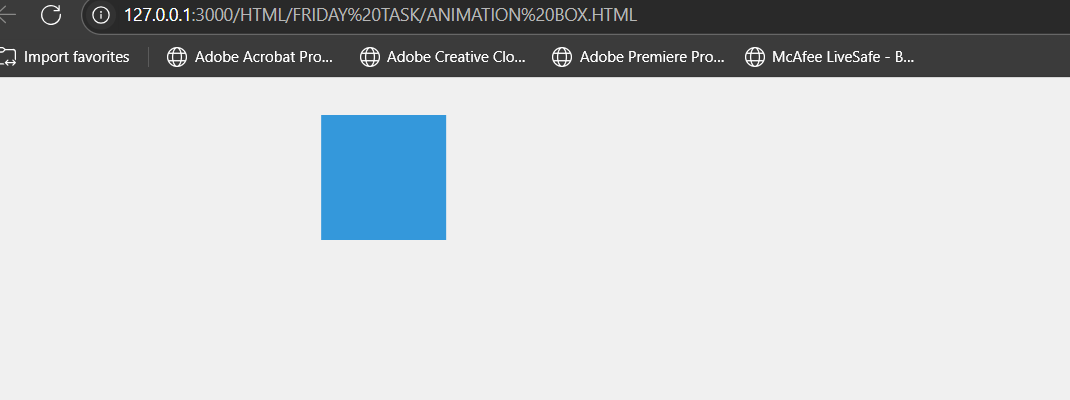 127.0.0.1:3000/HTML/FRIDAY%20TASK/ANIMATION%20BOX.HTML
Import favorites Adobe Acrobat Pro... Adobe Creative Clo... Adobe Premiere Pro... McAfee LiveSafe - B...